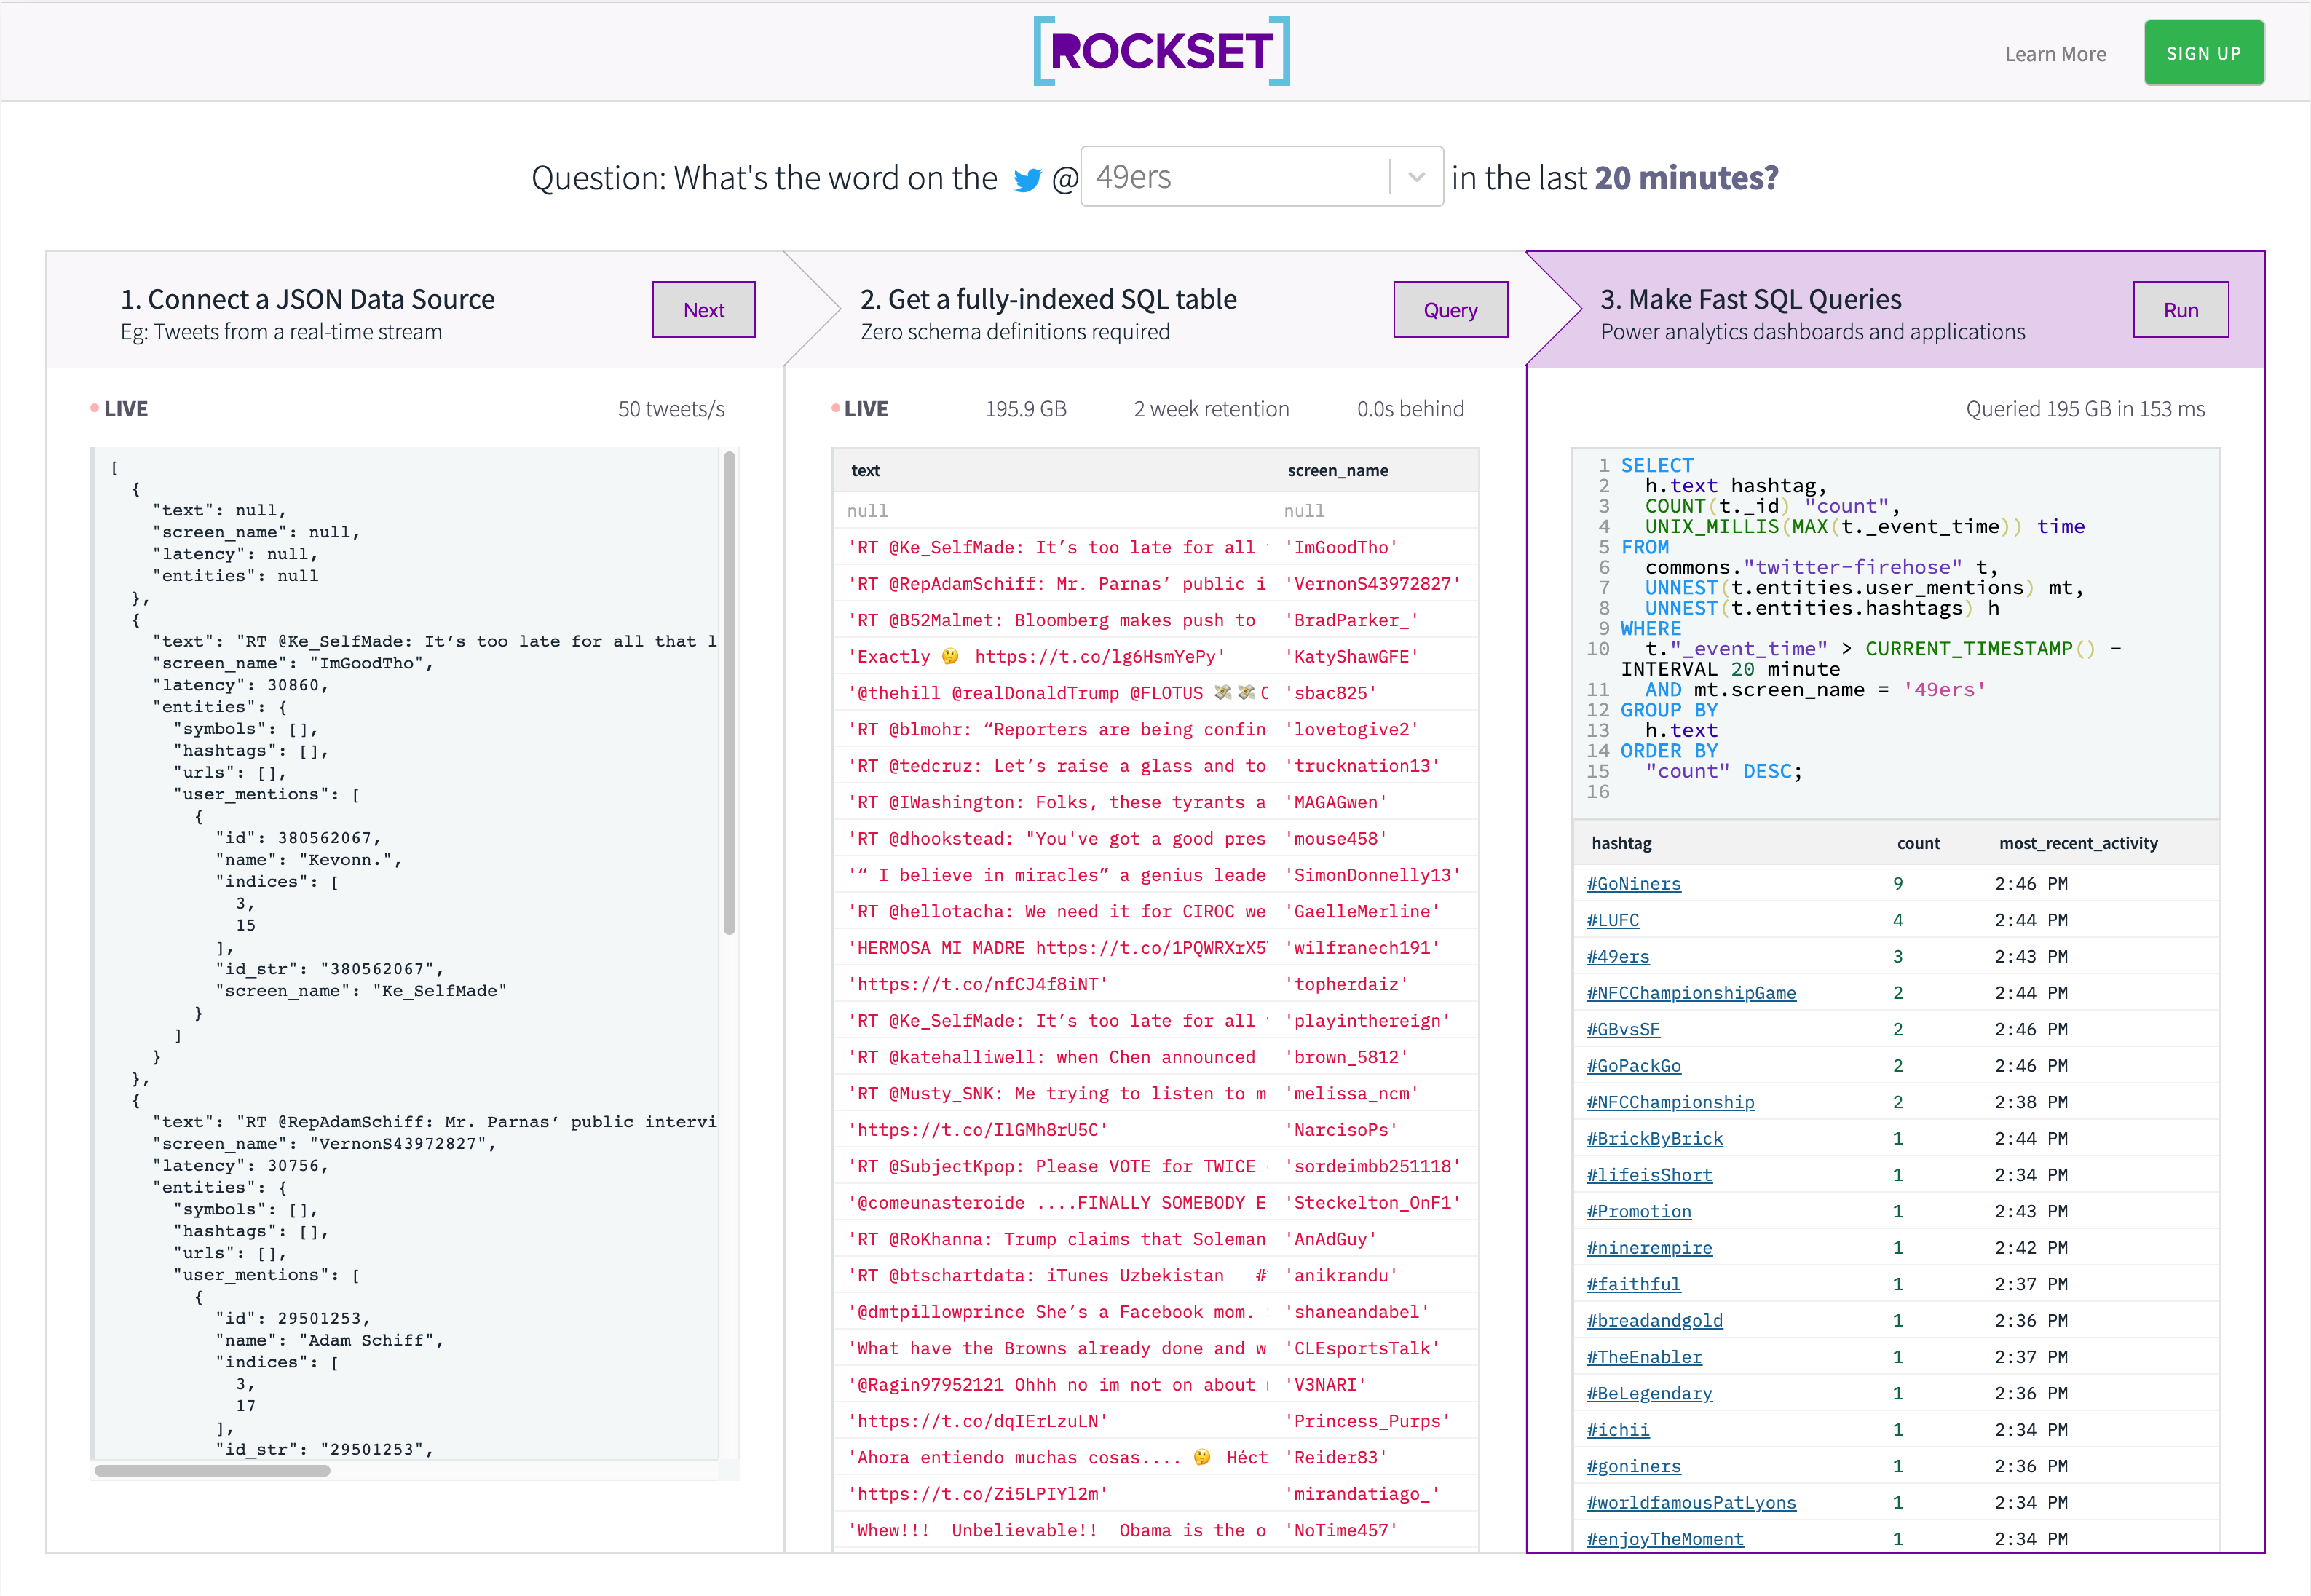 ROCKSET
Learn More
SIGN UP
Question: What's the word on the @ 49ers in the last 20 minutes?
1. Connect a JSON Data Source
Eg: Tweets from a real-time stream
Next
LIVE
50 tweets/s
[
{
"text": null,
"screen_name": null,
"latency": null,
"entities": null
},
{
"text": "RT @Ke_SelfMade: It’s too late for all that l
"screen_name": "ImGoodTho",
"latency": 30860,
"entities": {
"symbols": [],
"hashtags": [],
"urls": [],
"user_mentions": [
{
"id": 380562067,
"name": "Kevonn.",
"indices": [
3,
15
],
"id_str": "380562067",
"screen_name": "Ke_SelfMade"
}
]
}
},
{
"text": "RT @RepAdamSchiff: Mr. Parnas’ public intervi
"screen_name": "VernonS43972827",
"latency": 30756,
"entities": {
"symbols": [],
"hashtags": [],
"urls": [],
"user_mentions": [
{
"id": 29501253,
"name": "Adam Schiff",
"indices": [
3,
17
],
"id_str": "29501253",
2. Get a fully-indexed SQL table
Zero schema definitions required
Query
LIVE
195.9 GB
2 week retention
0.0s behind
text screen_name
null null
'RT @Ke_SelfMade: It’s too late for all 'ImGoodTho'
'RT @RepAdamSchiff: Mr. Parnas’ public i 'VernonS43972827'
'RT @B52Malmet: Bloomberg makes push to 'BradParker_'
'Exactly 🤔 https://t.co/lg6HsmYePy' 'KatyShawGFE'
'@thehill @realDonaldTrump @FLOTUS 💸💸 'sbac825'
'RT @blmohr: “Reporters are being confin 'lovetogive2'
'RT @tedcruz: Let’s raise a glass and to 'trucknation13'
'RT @IWashington: Folks, these tyrants a 'MAGAGwen'
'RT @dhookstead: "You've got a good pres 'mouse458'
'“ I believe in miracles” a genius leade 'SimonDonnelly13'
'RT @hellotacha: We need it for CIROC we 'GaelleMerline'
'HERMOSA MI MADRE https://t.co/1PQWRXrX5 'wilfranech191'
'https://t.co/nfCJ4f8iNT' 'topherdaiz'
'RT @Ke_SelfMade: It’s too late for all 'playinthereign'
'RT @katehalliwell: when Chen announced 'brown_5812'
'RT @Musty_SNK: Me trying to listen to m 'melissa_ncm'
'https://t.co/IlGMh8rU5C' 'NarcisoPs'
'RT @SubjectKpop: Please VOTE for TWICE 'sordeimbb251118'
'@comeunasteroide ....FINALLY SOMEBODY E 'Steckelton_OnF1'
'RT @RoKhanna: Trump claims that Soleman 'AnAdGuy'
'RT @btschartdata: iTunes Uzbekistan # 'anikrandu'
'@dmtpillowprince She’s a Facebook mom. 'shaneandabel'
'What have the Browns already done and w 'CLEsportsTalk'
'@Ragin97952121 Ohhh no im not on about 'V3NARI'
'https://t.co/dqIErLzuLN' 'Princess_Purps'
'Ahora entiendo muchas cosas.... 🤔 Héct 'Reider83'
'https://t.co/Zi5LPIYl2m' 'mirandatiago_'
'Whew!!! Unbelievable!! Obama is the o 'NoTime457'
3. Make Fast SQL Queries
Power analytics dashboards and applications
Run
Queried 195 GB in 153 ms
1 SELECT
2 h.text hashtag,
3 COUNT(t._id) "count",
4 UNIX_MILLIS(MAX(t._event_time)) time
5 FROM
6 commons."twitter-firehose" t,
7 UNNEST(t.entities.user_mentions) mt,
8 UNNEST(t.entities.hashtags) h
9 WHERE
10 t."_event_time" > CURRENT_TIMESTAMP() -
INTERVAL 20 minute
11 AND mt.screen_name = '49ers'
12 GROUP BY
13 h.text
14 ORDER BY
15 "count" DESC;
16
hashtag count most_recent_activity
#GoNiners 9 2:46 PM
#LUFC 4 2:44 PM
#49ers 3 2:43 PM
#NFCChampionshipGame 2 2:44 PM
#GBvsSF 2 2:46 PM
#GoPackGo 2 2:46 PM
#NFCChampionship 2 2:38 PM
#BrickByBrick 1 2:44 PM
#lifeisShort 1 2:34 PM
#Promotion 1 2:43 PM
#ninerempire 1 2:42 PM
#faithful 1 2:37 PM
#breadandgold 1 2:36 PM
#TheEnabler 1 2:37 PM
#BeLegendary 1 2:36 PM
#ichii 1 2:34 PM
#goniners 1 2:36 PM
#worldfamousPatLyons 1 2:34 PM
#enjoyTheMoment 1 2:34 PM